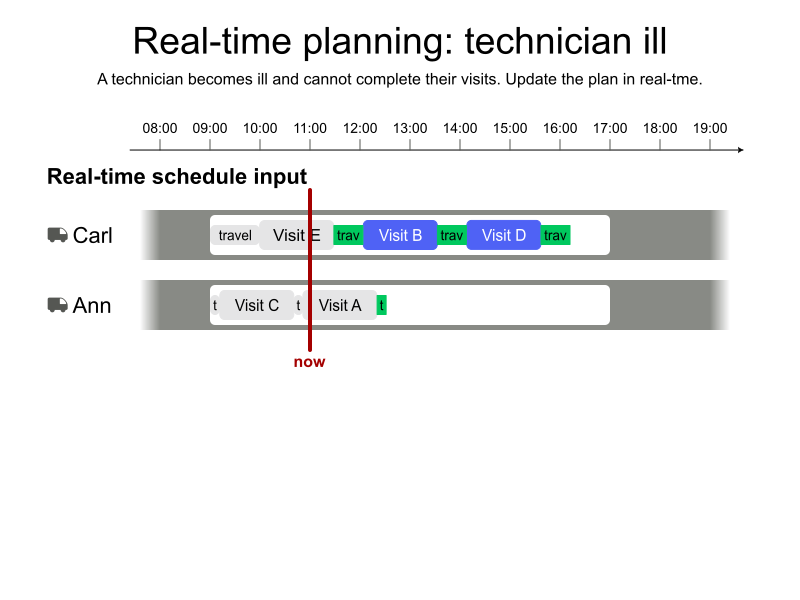 Real-time planning: technician ill
A technician becomes ill and cannot complete their visits. Update the plan in real-tme.
08:00 09:00 10:00 11:00 12:00 13:00 14:00 15:00 16:00 17:00 18:00 19:00
Real-time schedule input
Carl travel Visit E trav Visit B trav Visit D trav
Ann t Visit C t Visit A t
now